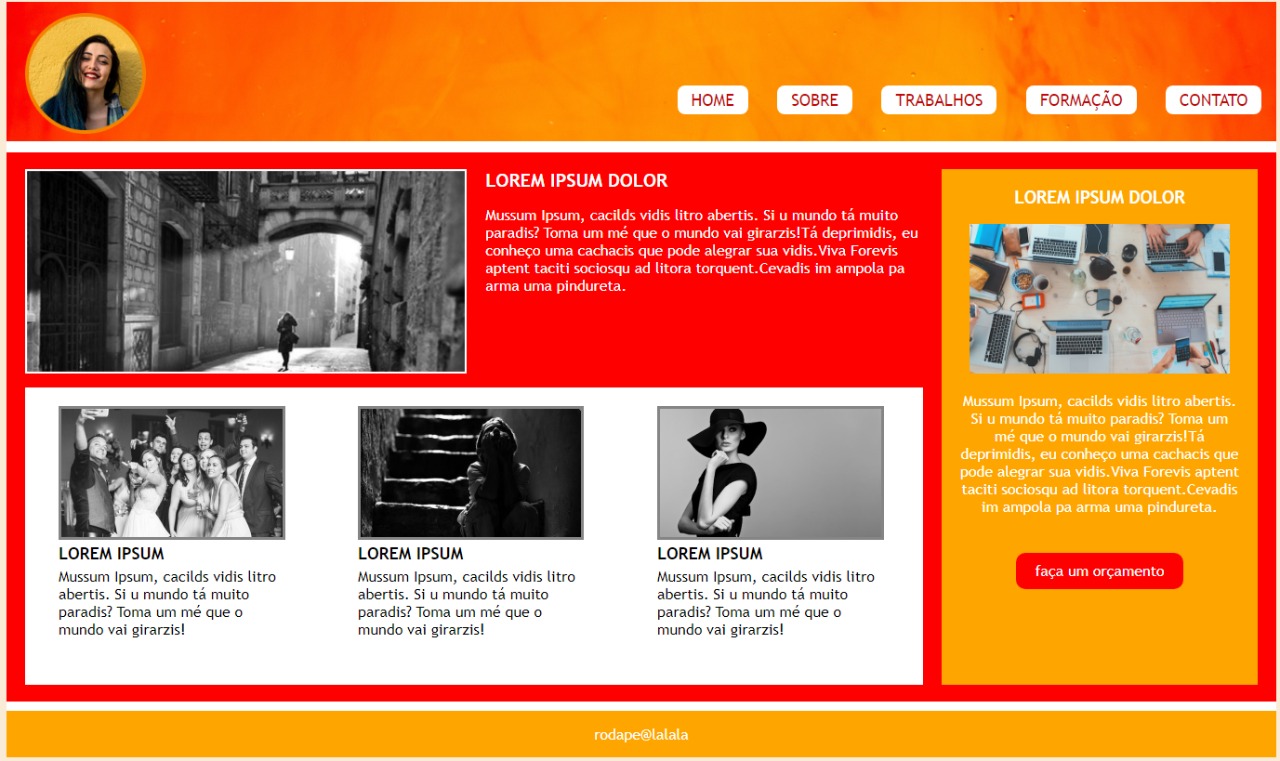 HOME SOBRE TRABALHOS FORMAÇÃO CONTATO
LOREM IPSUM DOLOR
Mussum Ipsum, cacilds vidis litro abertis. Si u mundo tá muito
paradis? Toma um mé que o mundo vai girarzis!Tá deprimidis, eu
conheço uma cachacis que pode alegrar sua vidis.Viva Forevis
aptent taciti sociosqu ad litora torquent.Cevadis im ampola pa
arma uma pindureta.
LOREM IPSUM
Mussum Ipsum, cacilds vidis litro
abertis. Si u mundo tá muito
paradis? Toma um mé que o
mundo vai girarzis!
LOREM IPSUM
Mussum Ipsum, cacilds vidis litro
abertis. Si u mundo tá muito
paradis? Toma um mé que o
mundo vai girarzis!
LOREM IPSUM
Mussum Ipsum, cacilds vidis litro
abertis. Si u mundo tá muito
paradis? Toma um mé que o
mundo vai girarzis!
LOREM IPSUM DOLOR
Mussum Ipsum, cacilds vidis litro abertis.
Si u mundo tá muito paradis? Toma um
mé que o mundo vai girarzis!Tá
deprimidis, eu conheço uma cachacis que
pode alegrar sua vidis.Viva Forevis aptent
taciti sociosqu ad litora torquent.Cevadis
im ampola pa arma uma pindureta.
faça um orçamento
rodape@lalala